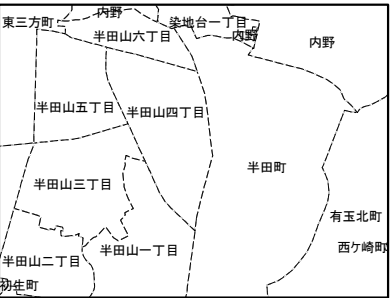 内野
東三方町
染地台一丁目
半田山六丁目
内野
内野
半田山五丁目
半田山四丁目
半田町
半田山三丁目
有玉北町
半田山一丁目
西ケ崎町
半田山二丁目
初生町